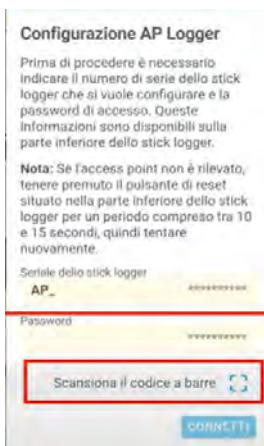 Configurazione AP Logger
Prima di procedere è necessario
indicare il numero di serie dello stick
logger che si vuole configurare e la
password di accesso. Queste
informazioni sono disponibili sulla
parte inferiore dello stick logger.
Nota: Se l'access point non è rilevato,
tenere premuto il pulsante di reset
situato nella parte inferiore dello stick
logger per un periodo compreso tra 10
e 15 secondi, quindi tentare
nuovamente.
Seriale dello stick logger
AP_ **********
Password
**********
Scansiona il codice a barre
CONNETTI